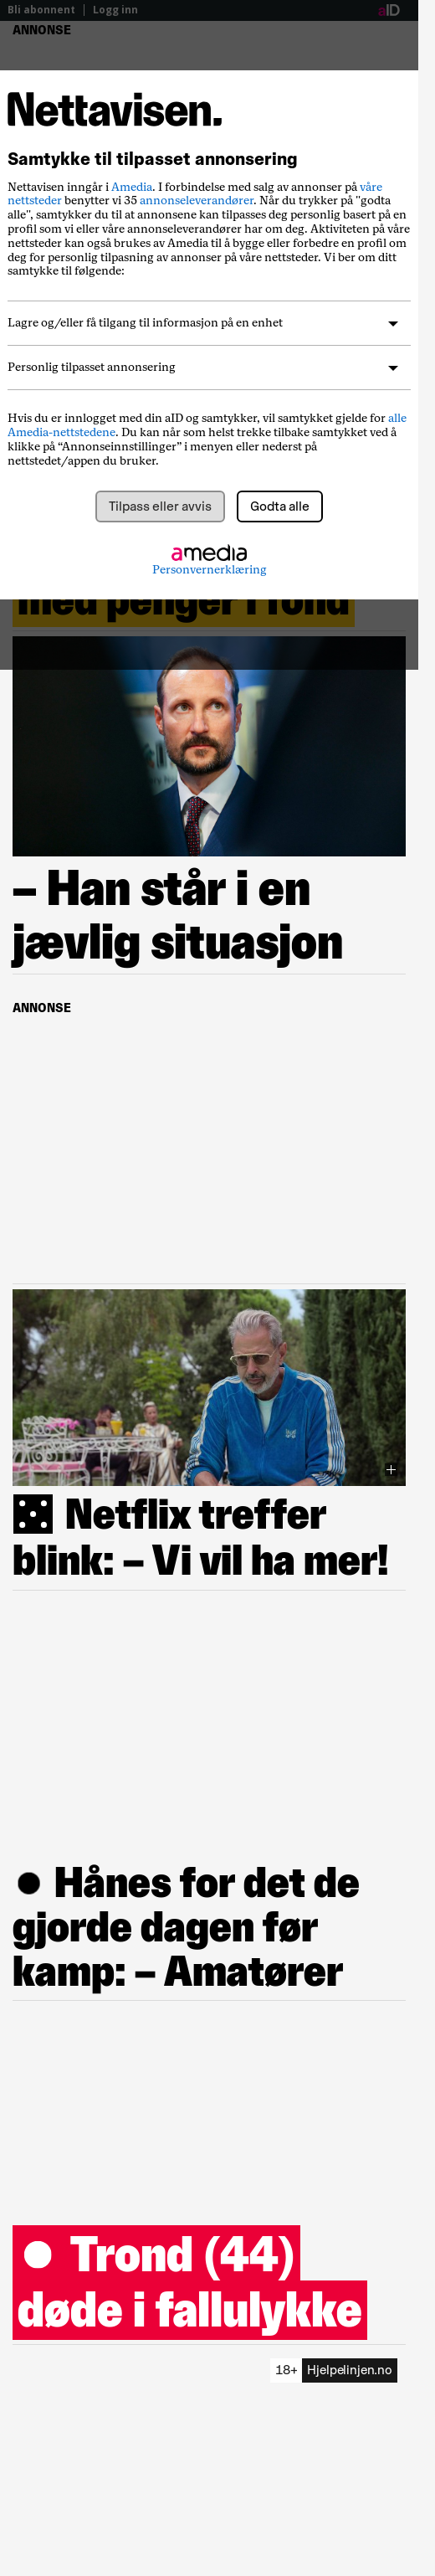 Bli abonnent
Logg inn
aID
ANNONSE
Nettavisen.
Samtykke til tilpasset annonsering
Nettavisen inngår i Amedia. I forbindelse med salg av annonser på våre
nettsteder benytter vi 35 annonseleverandører. Når du trykker på "godta
alle", samtykker du til at annonsene kan tilpasses deg personlig basert på en
profil som vi eller våre annonseleverandører har om deg. Aktiviteten på våre
nettsteder kan også brukes av Amedia til å bygge eller forbedre en profil om
deg for personlig tilpasning av annonser på våre nettsteder. Vi ber om ditt
samtykke til følgende:
Lagre og/eller få tilgang til informasjon på en enhet
Personlig tilpasset annonsering
Hvis du er innlogget med din aID og samtykker, vil samtykket gjelde for alle
Amedia-nettstedene. Du kan når som helst trekke tilbake samtykket ved å
klikke på “Annonseinnstillinger” i menyen eller nederst på
nettstedet/appen du bruker.
Tilpass eller avvis
Godta alle
amedia
Personvernerklæring
med penger i fond
– Han står i en
jævlig situasjon
ANNONSE
Netflix treffer
blink: – Vi vil ha mer!
Hånes for det de
gjorde dagen før
kamp: – Amatører
Trond (44)
døde i fallulykke
18+ Hjelpelinjen.no